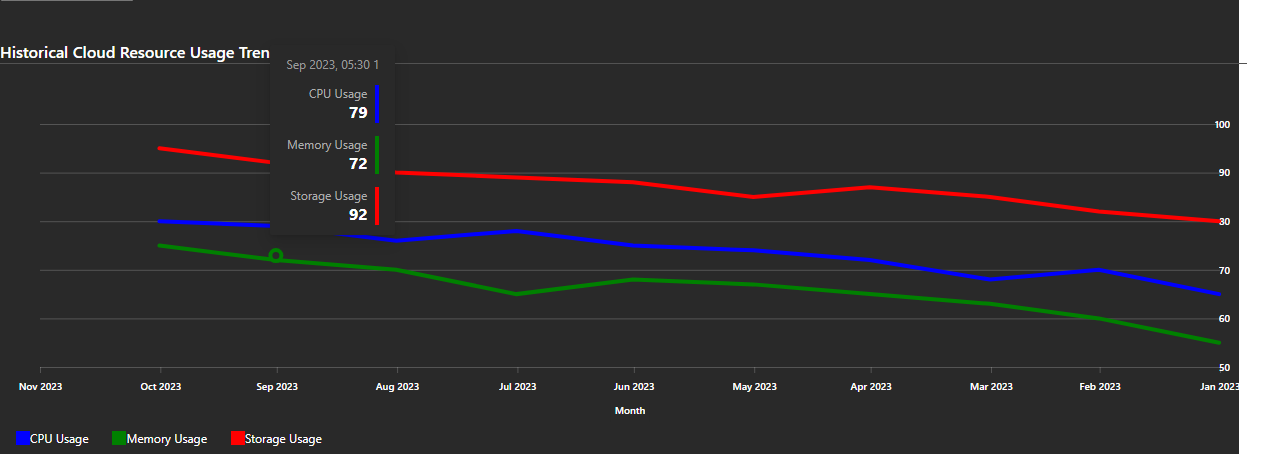 Historical Cloud Resource Usage Tren
Sep 2023, 05:30 1
CPU Usage
79
Memory Usage
72
Storage Usage
92
100
90
80
70
60
50
Nov 2023 Oct 2023 Sep 2023 Aug 2023 Jul 2023 Jun 2023 May 2023 Apr 2023 Mar 2023 Feb 2023 Jan 2023
Month
CPU Usage Memory Usage Storage Usage